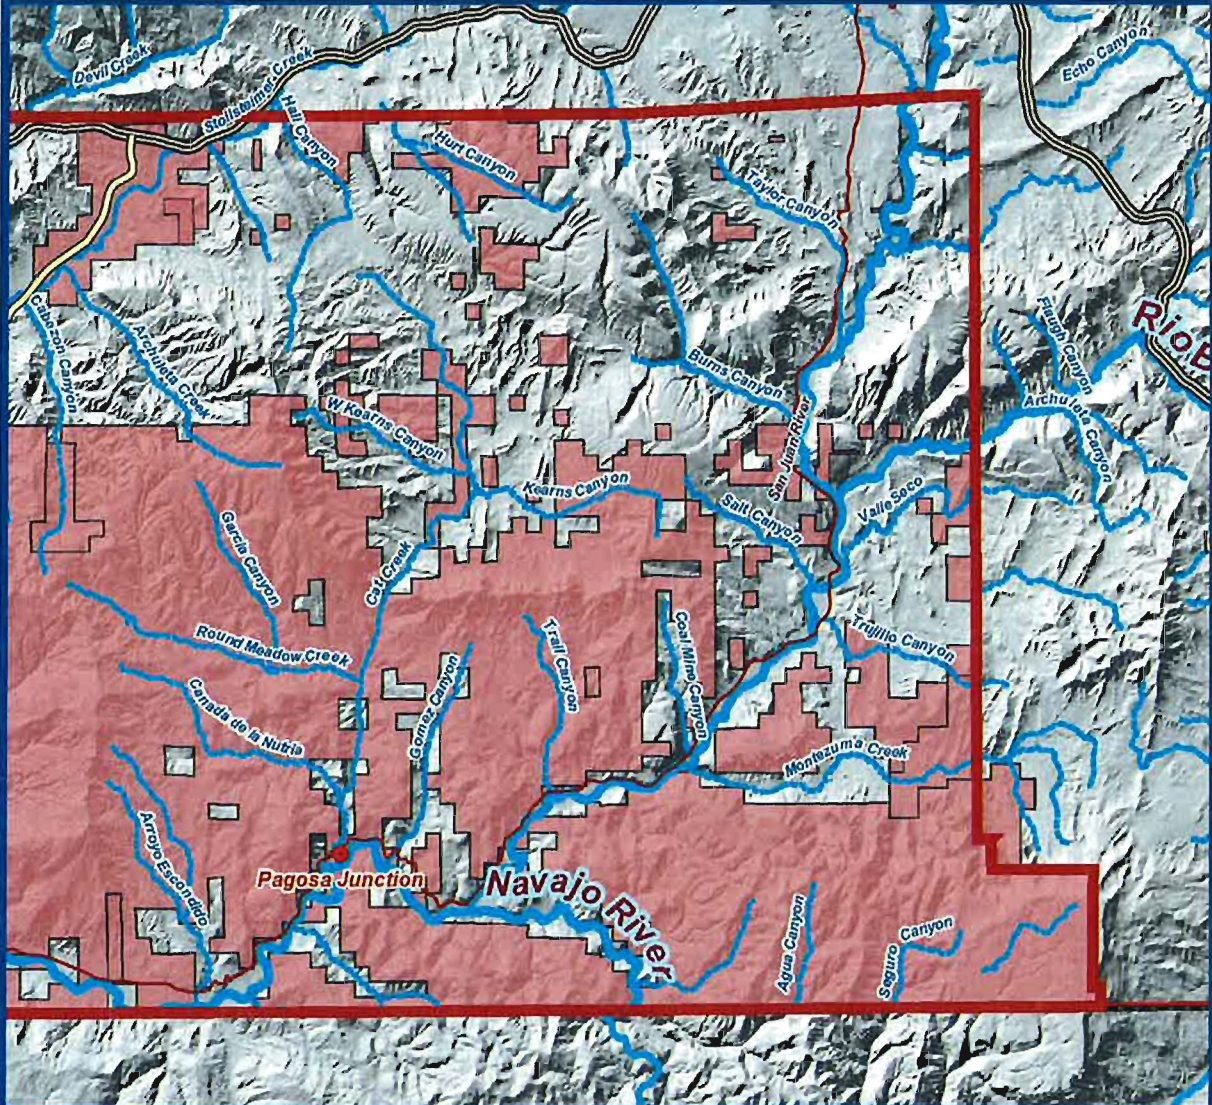 Devil Creek
Stollsteimer Creek
Echo Canyon
Hall Canyon
Hurt Canyon
Taylor Canyon
Cabezon Canyon
Archuleta Creek
Flaugh Canyon
Rio B
Burns Canyon
W Kearns Canyon
Archuleta Canyon
San Juan River
Kearns Canyon
Salt Canyon
Valle Seco
Garcia Canyon
Cat Creek
Round Meadow Creek
Trail Canyon
Coal Mine Canyon
Trujillo Canyon
Gomez Canyon
Canada de la Nutria
Montezuma Creek
Arroyo Escondido
Pagosa Junction
Navajo River
Agua Canyon
Seguro Canyon